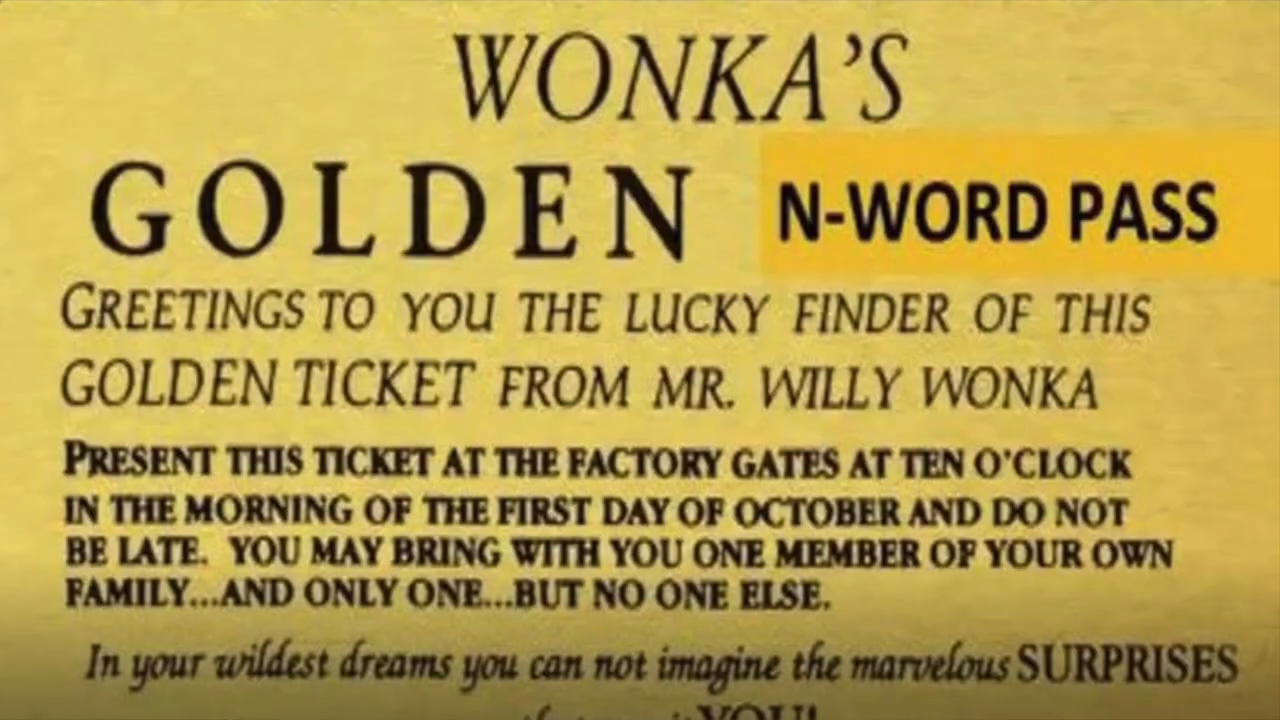 WONKA'S
GOLDEN N-WORD PASS
GREETINGS TO YOU THE LUCKY FINDER OF THIS
GOLDEN TICKET FROM MR. WILLY WONKA
PRESENT THIS TICKET AT THE FACTORY GATES AT TEN O'CLOCK
IN THE MORNING OF THE FIRST DAY OF OCTOBER AND DO NOT
BE LATE. YOU MAY BRING WITH YOU ONE MEMBER OF YOUR OWN
FAMILY...AND ONLY ONE...BUT NO ONE ELSE.
In your wildest dreams you can not imagine the marvelous SURPRISES
YOU!